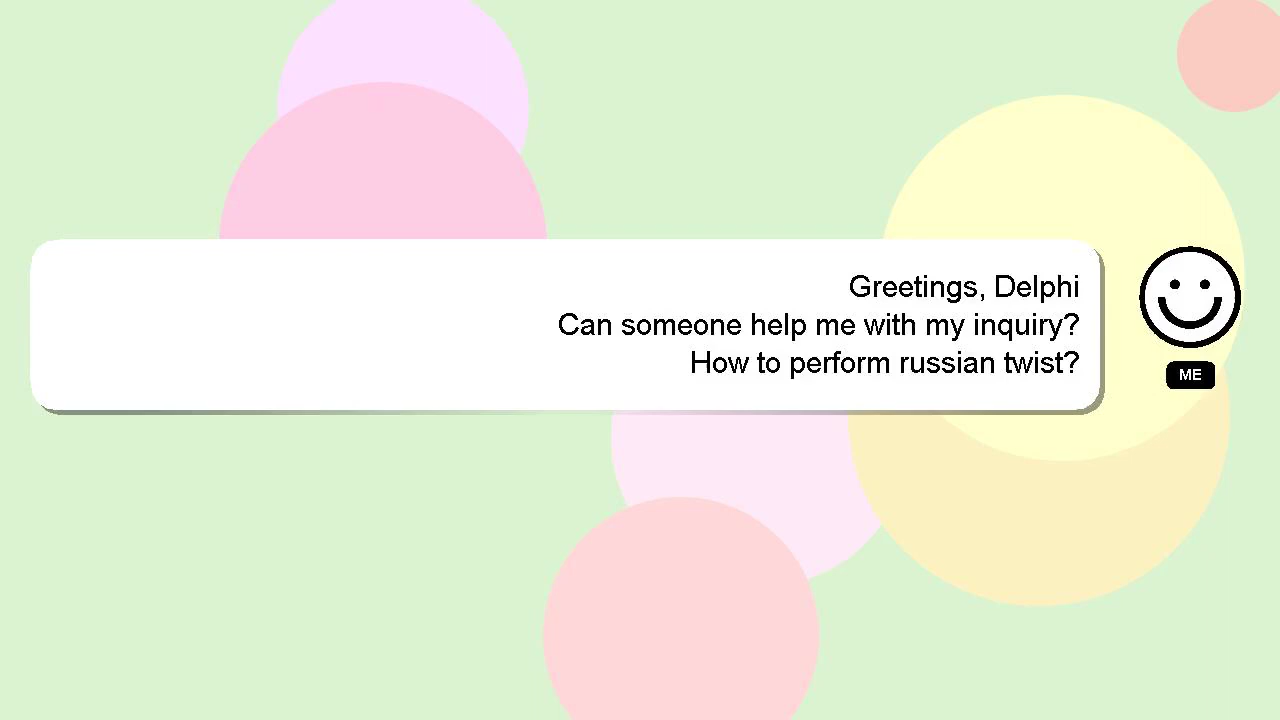 Greetings, Delphi
Can someone help me with my inquiry?
How to perform russian twist?
ME